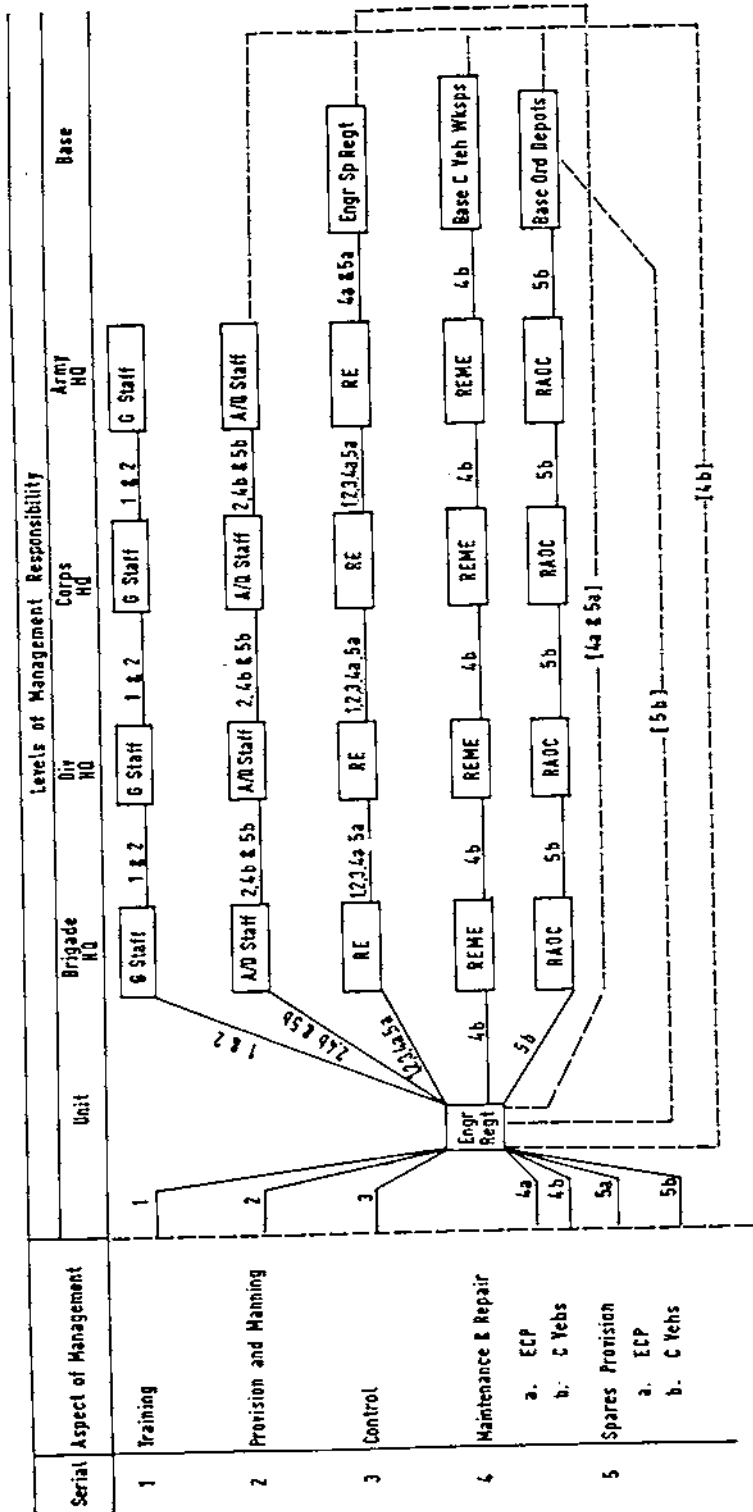 Levels of Management Responsibility
Serial Aspect of Management Unit Brigade HQ Div HQ Corps HQ Army HQ Base
1 Training
1
1 & 2
G Staff
1 & 2
G Staff
1 & 2
G Staff
1 & 2
G Staff
2 Provision and Manning
2
2,4b & 5b
A/Q Staff
2,4b & 5b
A/Q Staff
2,4b & 5b
A/Q Staff
2,4b & 5b
A/Q Staff
3 Control
3
1,2,3,4a,5a
RE
1,2,3,4a,5a
RE
1,2,3,4a,5a
RE
1,2,3,4a,5a
RE
4a & 5a
Engr Sp Regt
Engr
Regt
4 Maintenance & Repair
a. ECP
4a
b. C Vehs
4b
4b
REME
4b
REME
4b
REME
4b
REME
4b
Base C Veh Wksps
5 Spares Provision
a. ECP
5a
b. C Vehs
5b
5b
RAOC
5b
RAOC
5b
RAOC
5b
RAOC
5b
Base Ord Depots
[4a & 5a]
[5b]
[4b]